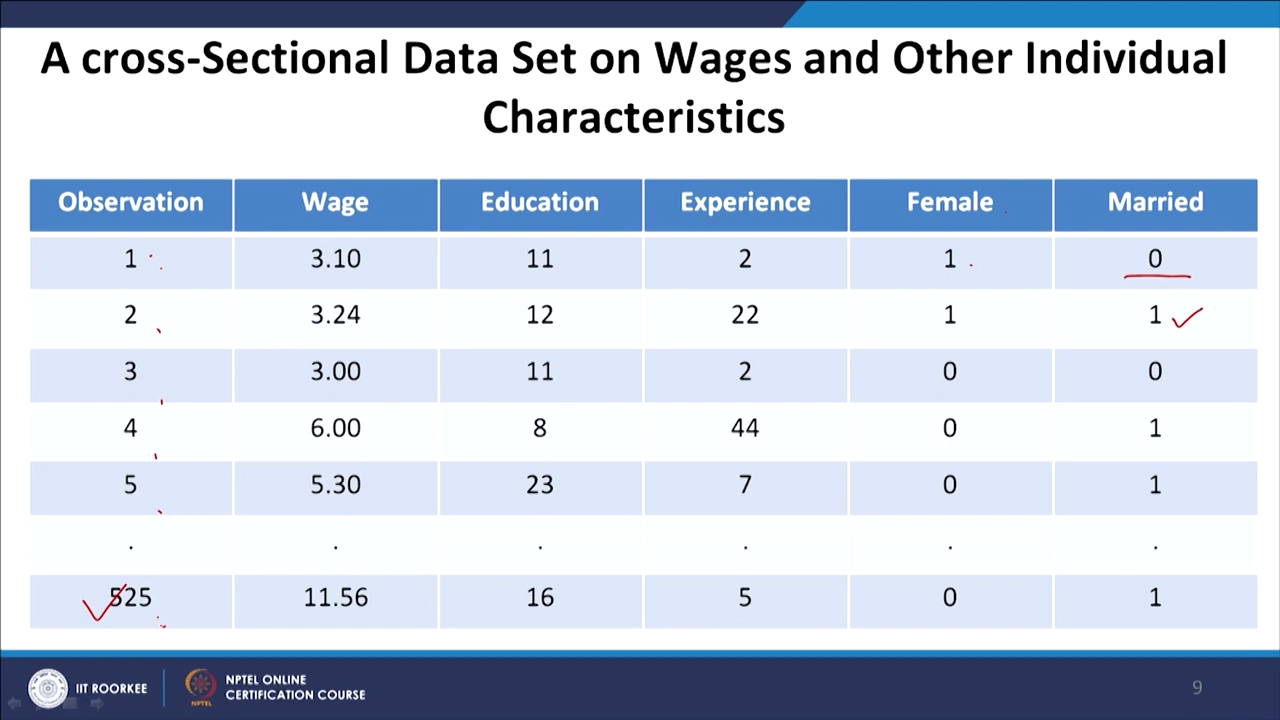 A cross-Sectional Data Set on Wages and Other Individual
Characteristics
Observation Wage Education Experience Female Married
1 3.10 11 2 1 0
2 3.24 12 22 1 1
3 3.00 11 2 0 0
4 6.00 8 44 0 1
5 5.30 23 7 0 1
. . . . . .
525 11.56 16 5 0 1
IIT ROORKEE
NPTEL
NPTEL ONLINE
CERTIFICATION COURSE
9